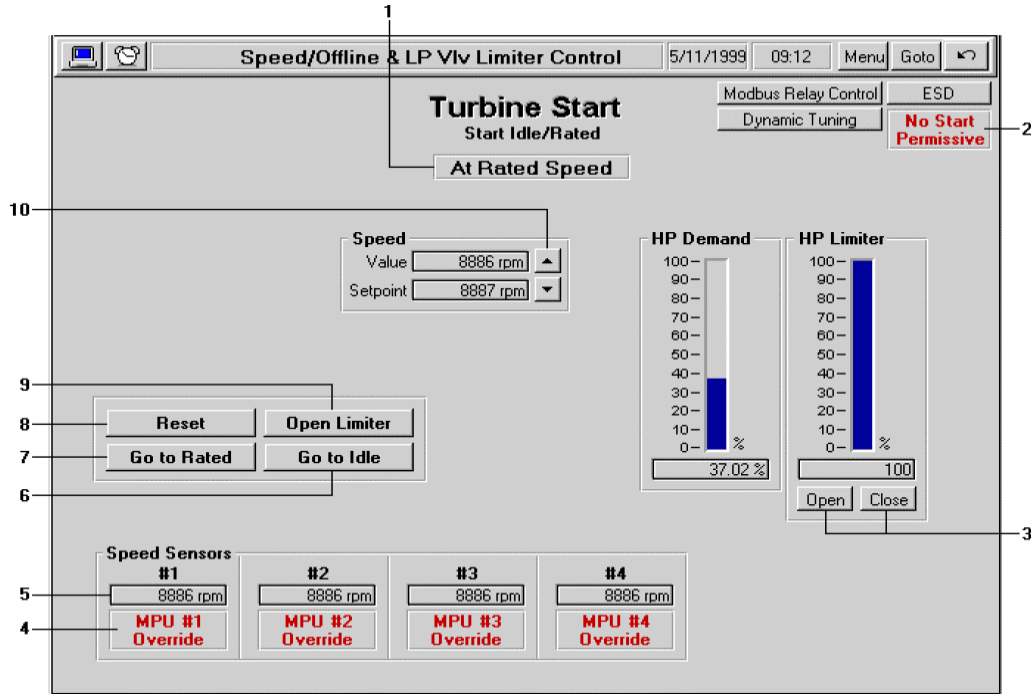 1
Speed/Offline & LP Vlv Limiter Control 5/11/1999 09:12 Menu Goto
Turbine Start
Start Idle/Rated
Modbus Relay Control ESD
Dynamic Tuning
No Start
Permissive
2
At Rated Speed
10
Speed
Value 8886 rpm
Setpoint 8887 rpm
HP Demand
100
90
80
70
60
50
40
30
20
10
0 %
37.02 %
HP Limiter
100
90
80
70
60
50
40
30
20
10
0 %
100
Open Close
3
9
8 Reset Open Limiter
7 Go to Rated Go to Idle
6
Speed Sensors
#1 #2 #3 #4
5 8886 rpm 8886 rpm 8886 rpm 8886 rpm
4 MPU #1 MPU #2 MPU #3 MPU #4
Override Override Override Override